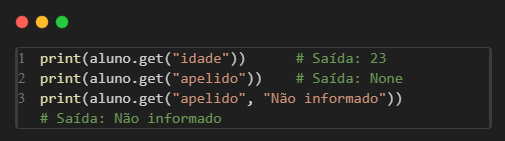 1 print(aluno.get("idade"))      # Saída: 23
2 print(aluno.get("apelido"))    # Saída: None
3 print(aluno.get("apelido", "Não informado"))
# Saída: Não informado